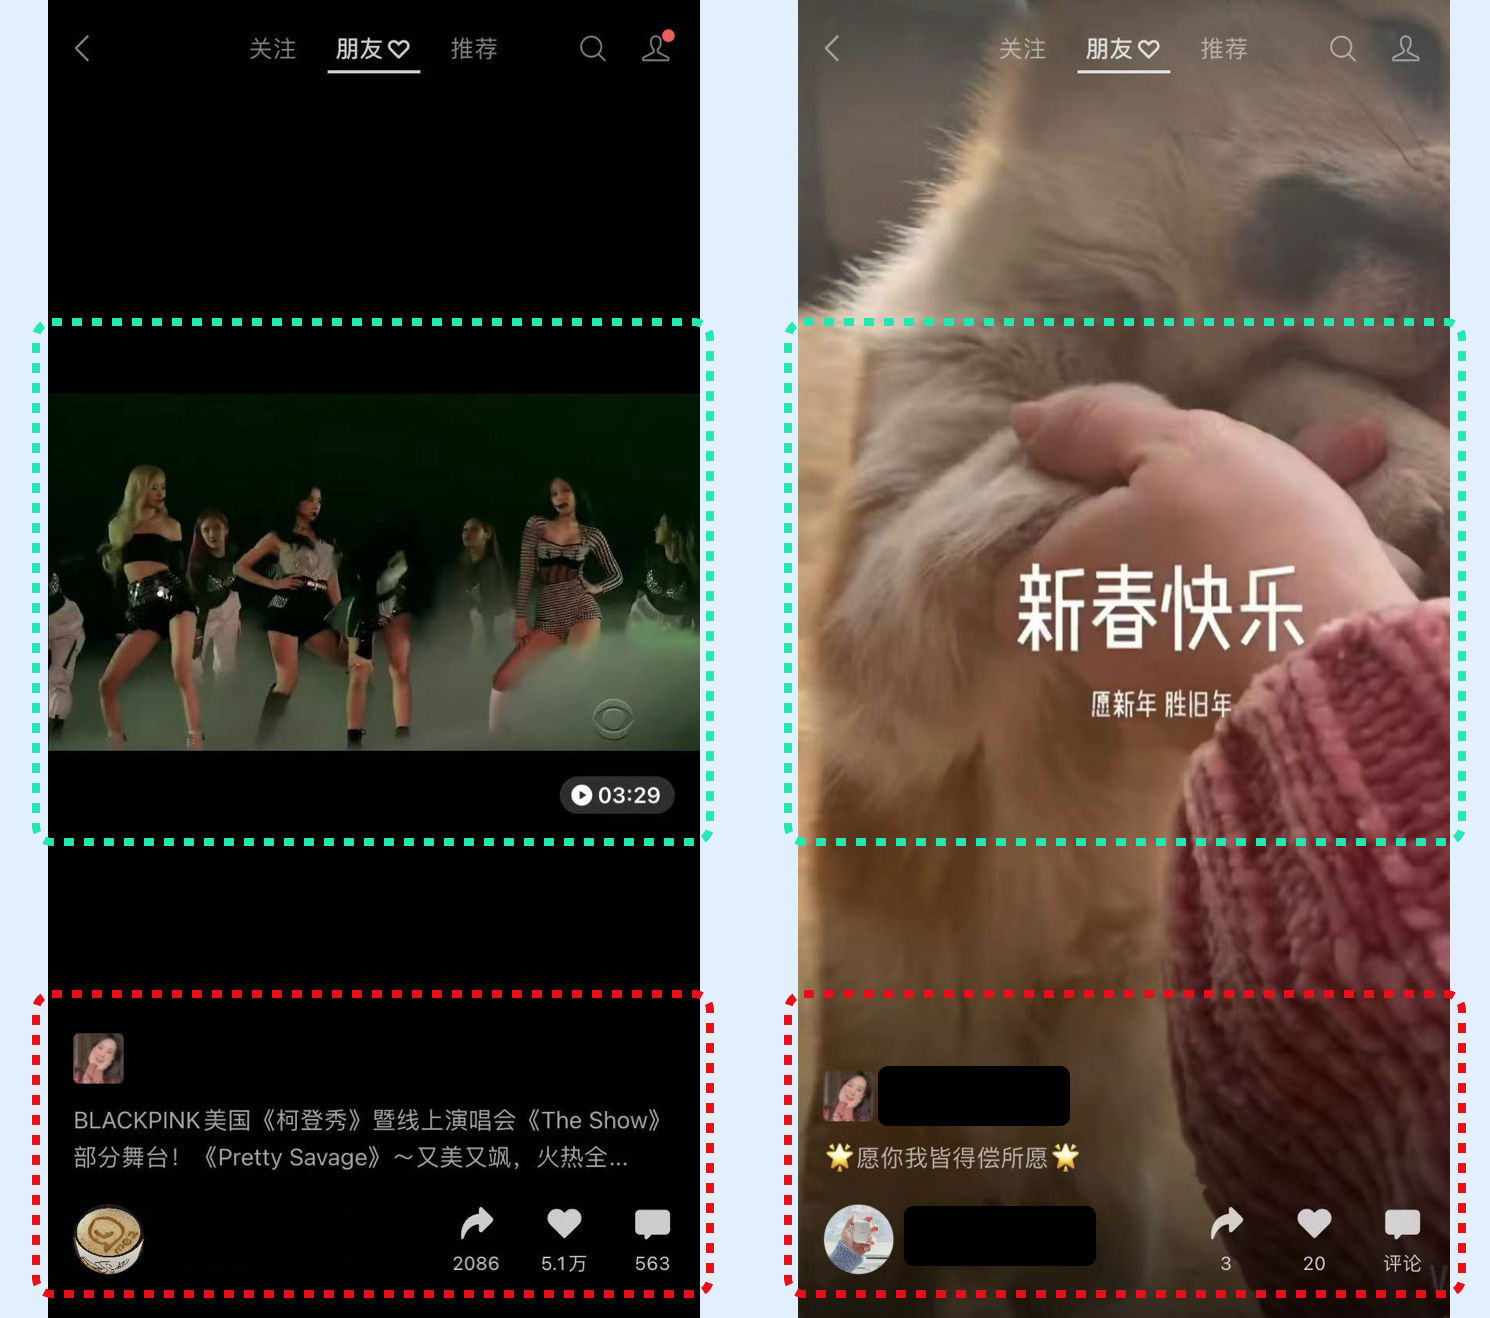 关注 朋友♡ 推荐
03:29
BLACKPINK美国《柯登秀》暨线上演唱会《The Show》
部分舞台！《Pretty Savage》～又美又飒，火热全...
2086 5.1万 563
关注 朋友♡ 推荐
新春快乐
愿新年 胜旧年
🌟愿你我皆得偿所愿🌟
3 20 评论